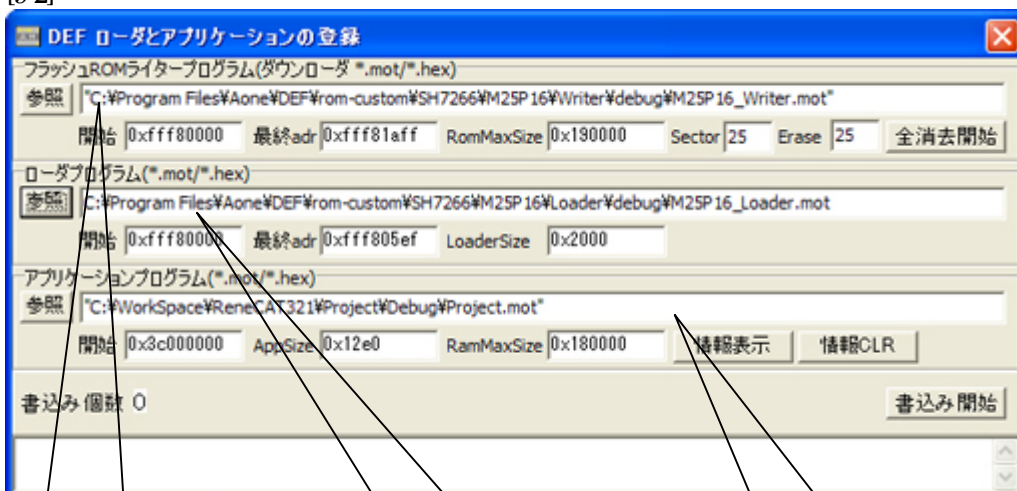 [3-2]
DEF ローダとアプリケーションの登録
フラッシュROMライタープログラム(ダウンローダ *.mot/*.hex)
参照 "C:¥Program Files¥Aone¥DEF¥rom-custom¥SH7266¥M25P16¥Writer¥debug¥M25P16_Writer.mot"
開始 0xfff80000 最終adr 0xfff81aff RomMaxSize 0x190000 Sector 25 Erase 25 全消去開始
ローダプログラム(*.mot/*.hex)
参照 C:¥Program Files¥Aone¥DEF¥rom-custom¥SH7266¥M25P16¥Loader¥debug¥M25P16_Loader.mot
開始 0xfff80000 最終adr 0xfff805ef LoaderSize 0x2000
アプリケーションプログラム(*.mot/*.hex)
参照 "C:¥WorkSpace¥ReneCAT321¥Project¥Debug¥Project.mot"
開始 0x3c000000 AppSize 0x12e0 RamMaxSize 0x180000 情報表示 情報CLR
書込み個数 0 書込み開始